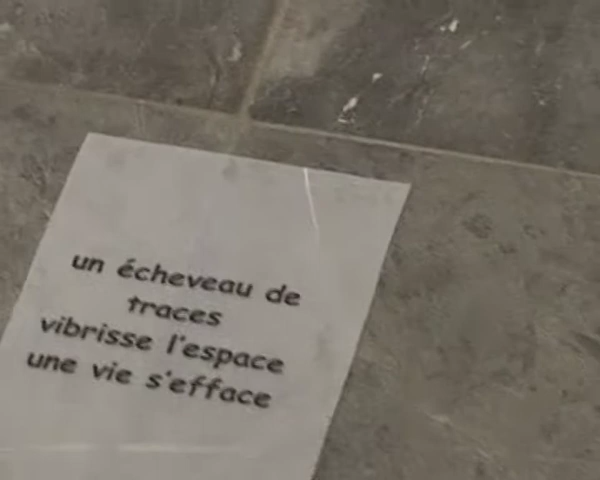 un écheveau de
traces
vibrisse l'espace
une vie s'efface